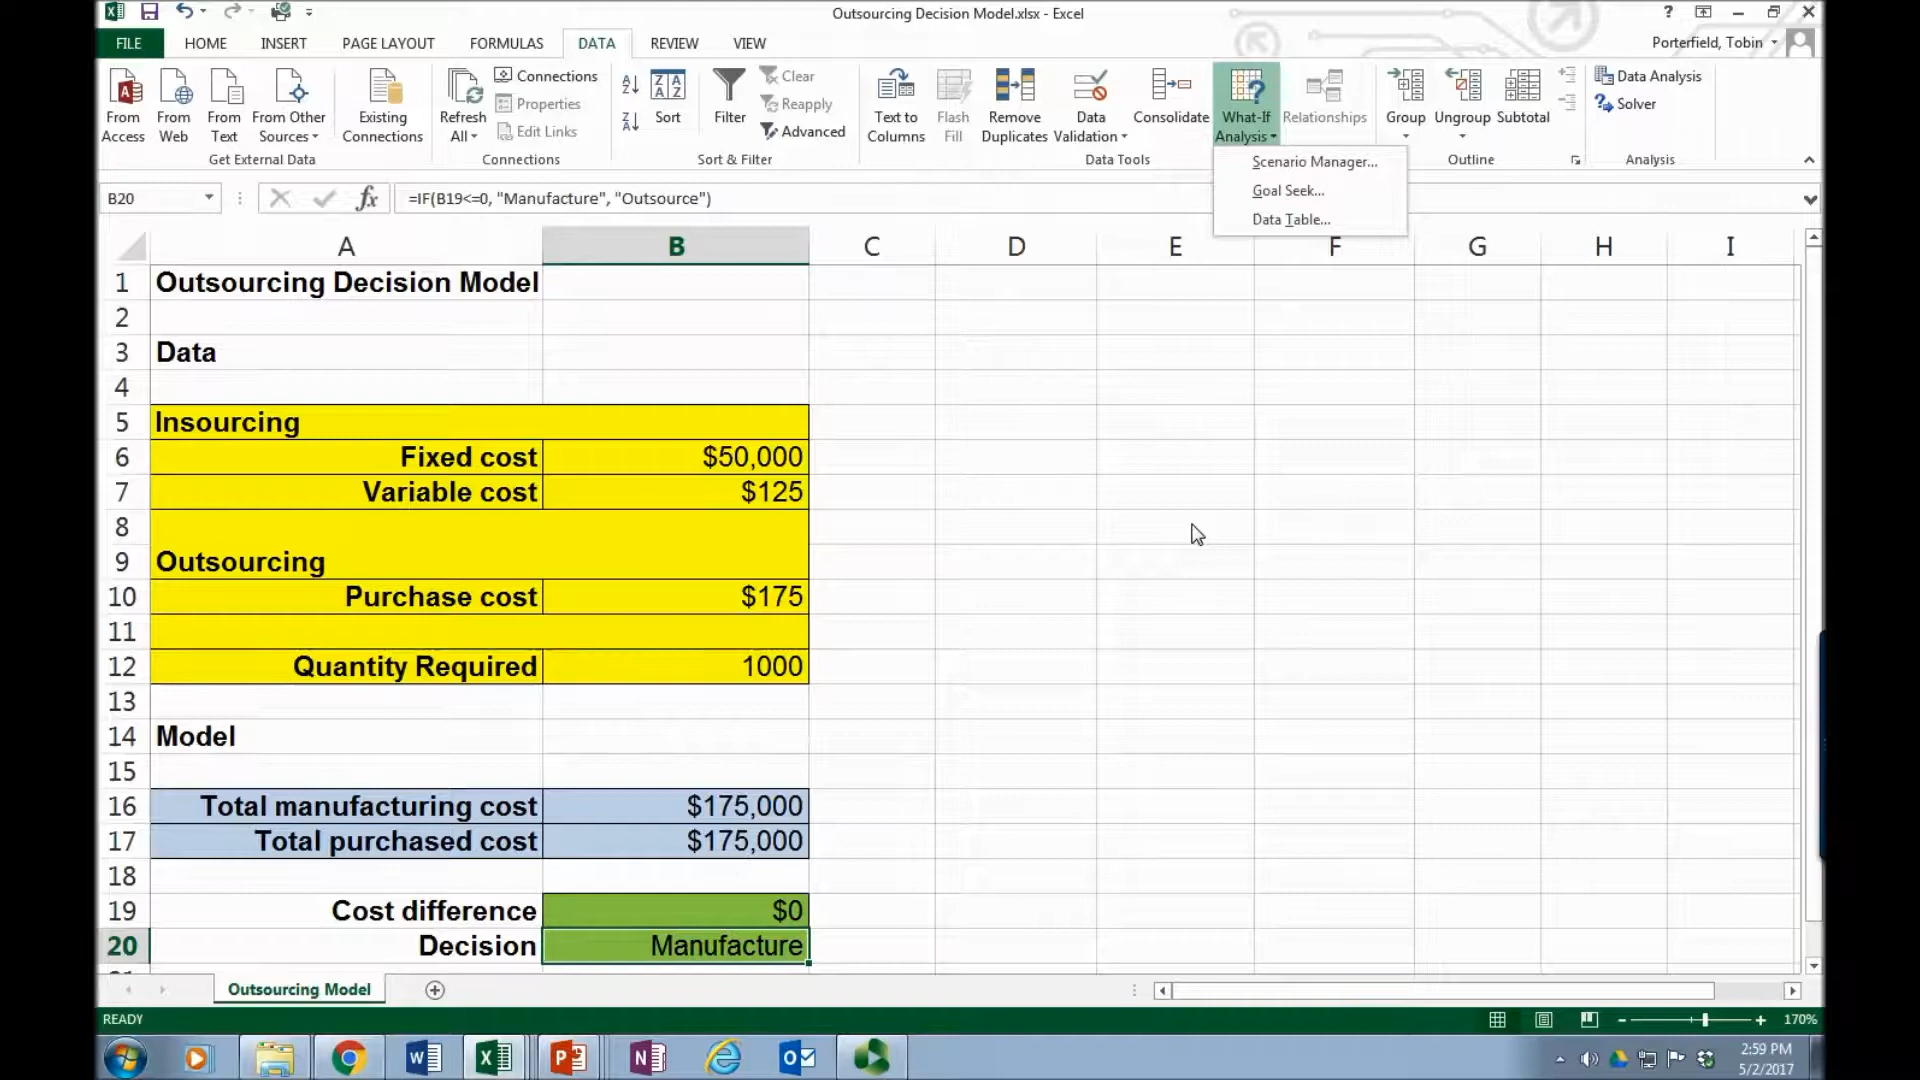 Outsourcing Decision Model.xlsx - Excel
?
FILE HOME INSERT PAGE LAYOUT FORMULAS DATA REVIEW VIEW
Porterfield, Tobin
From Access
From Web
From Text
From Other Sources
Get External Data
Existing Connections
Refresh All
Connections
Properties
Edit Links
Connections
Sort
Filter
Clear
Reapply
Advanced
Sort & Filter
Text to Columns
Flash Fill
Remove Duplicates
Data Validation
Consolidate
What-If Analysis
Relationships
Data Tools
Group
Ungroup
Subtotal
Outline
Data Analysis
Solver
Analysis
Scenario Manager...
Goal Seek...
Data Table...
B20 fx =IF(B19<=0, "Manufacture", "Outsource")
A B C D E F G H I
1 Outsourcing Decision Model
2
3 Data
4
5 Insourcing
6 Fixed cost $50,000
7 Variable cost $125
8
9 Outsourcing
10 Purchase cost $175
11
12 Quantity Required 1000
13
14 Model
15
16 Total manufacturing cost $175,000
17 Total purchased cost $175,000
18
19 Cost difference $0
20 Decision Manufacture
21
Outsourcing Model
READY 170%
2:59 PM
5/2/2017